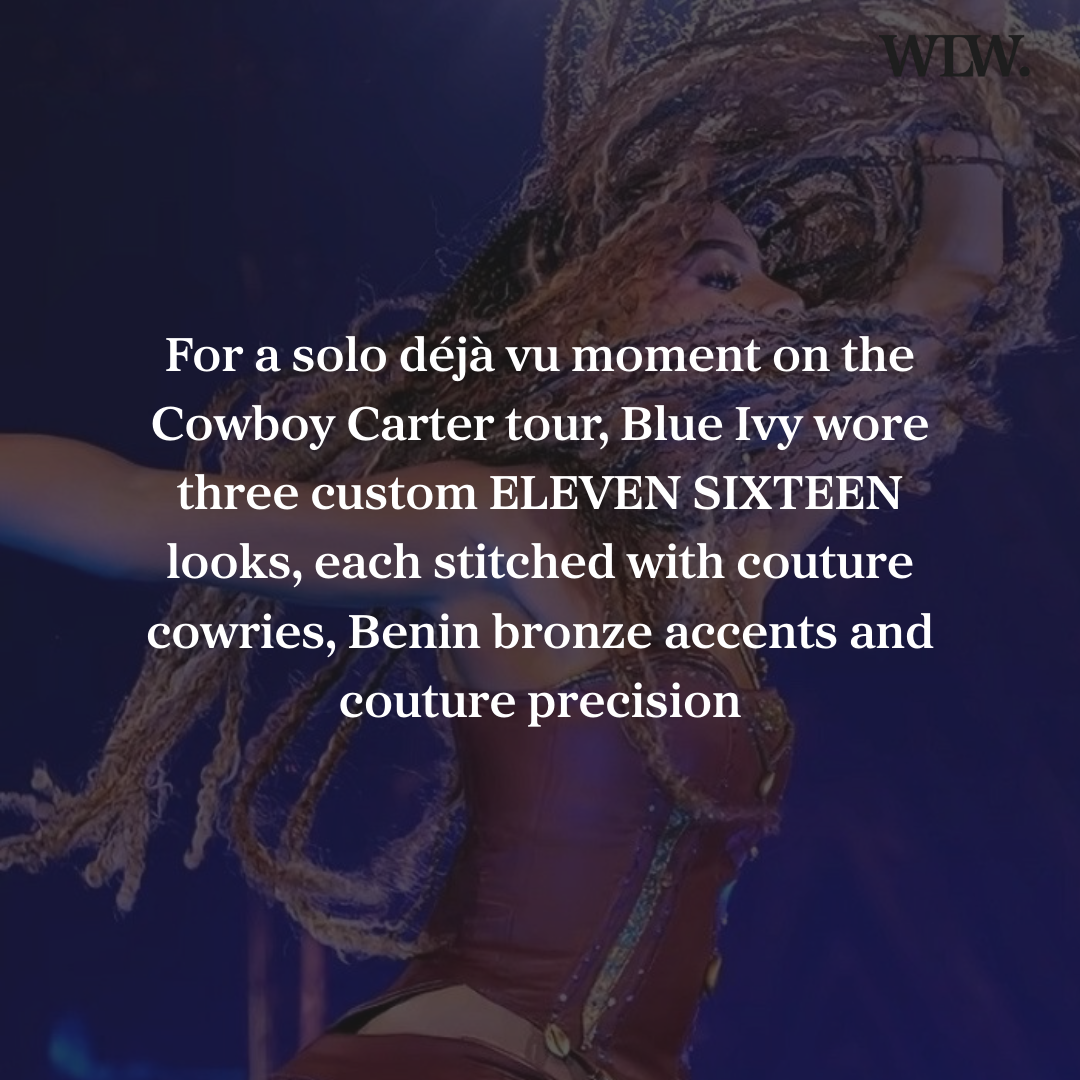 WLW.
For a solo déjà vu moment on the
Cowboy Carter tour, Blue Ivy wore
three custom ELEVEN SIXTEEN
looks, each stitched with couture
cowries, Benin bronze accents and
couture precision